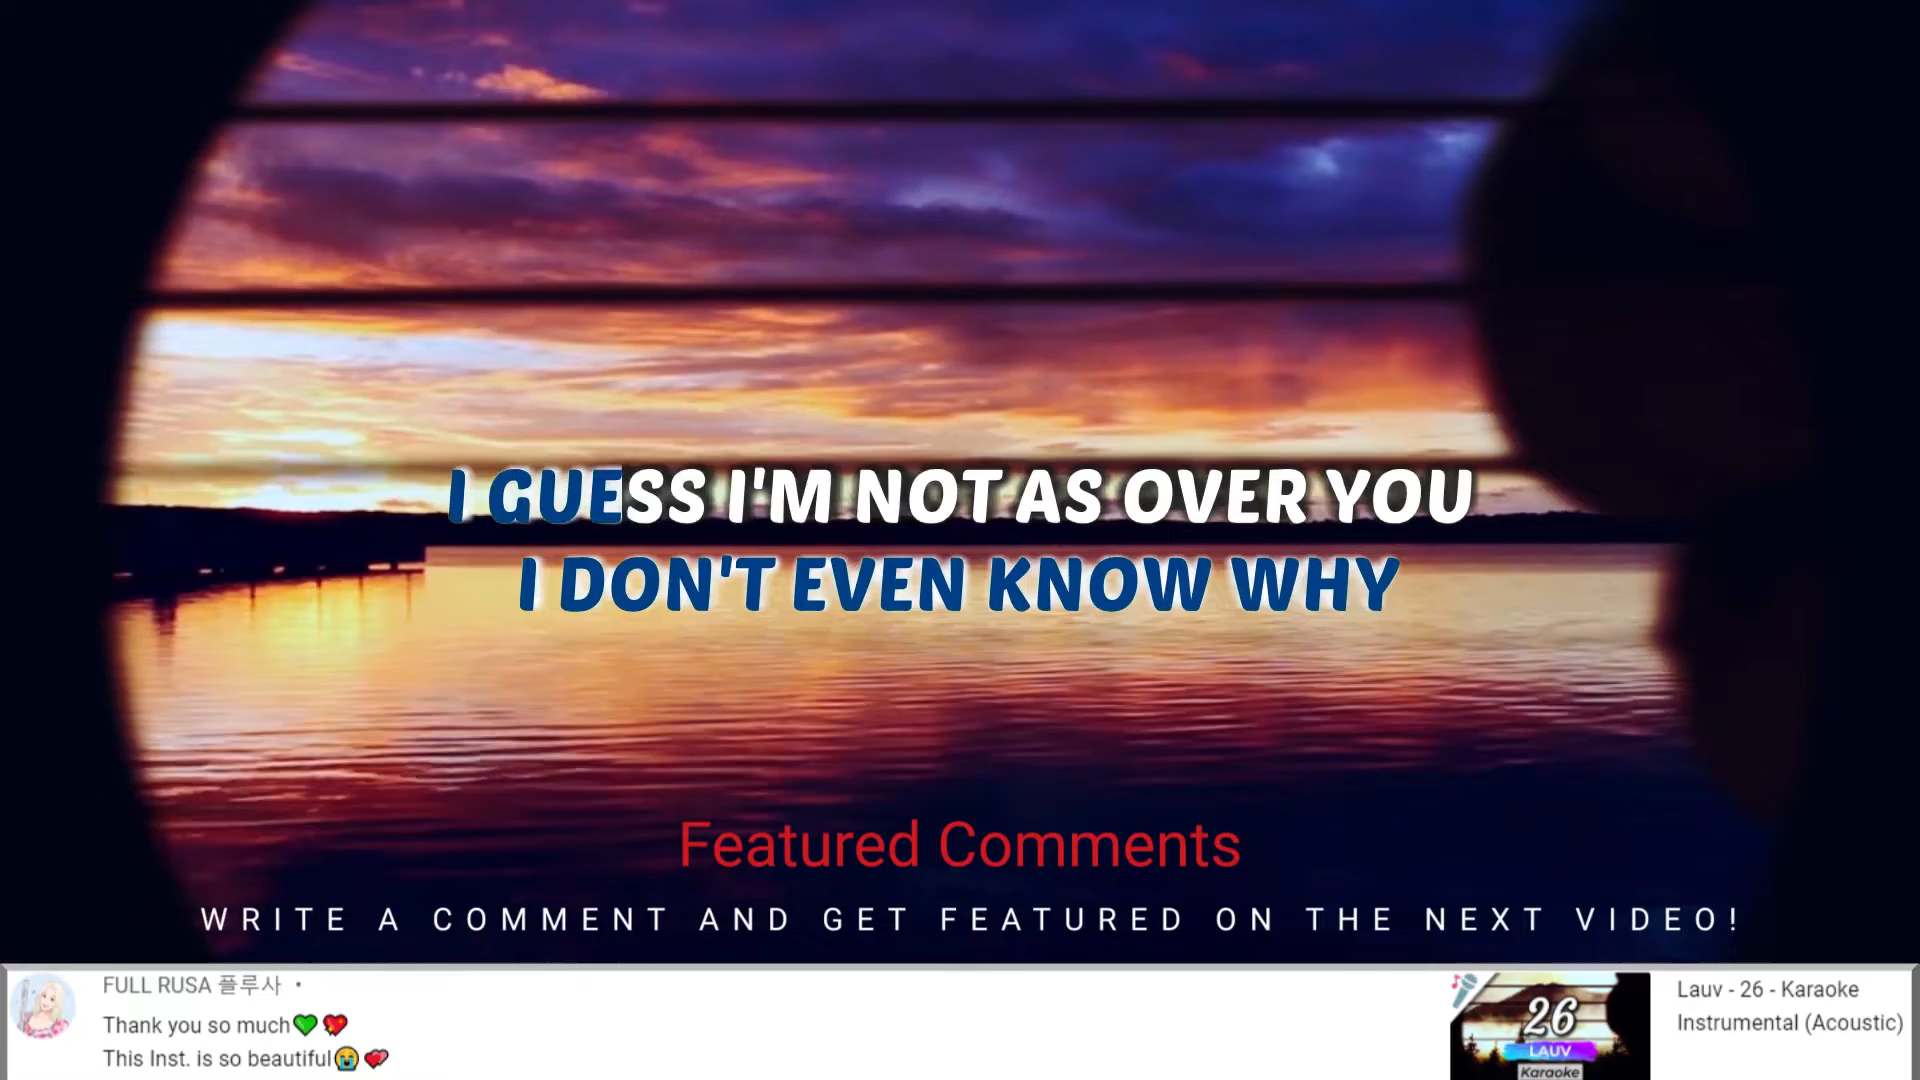 I GUESS I'M NOT AS OVER YOU
I DON'T EVEN KNOW WHY
Featured Comments
WRITE A COMMENT AND GET FEATURED ON THE NEXT VIDEO!
FULL RUSA 플루사 •
Thank you so much💚💖
This Inst. is so beautiful😭💕
26
LAUV
Karaoke
Lauv - 26 - Karaoke
Instrumental (Acoustic)